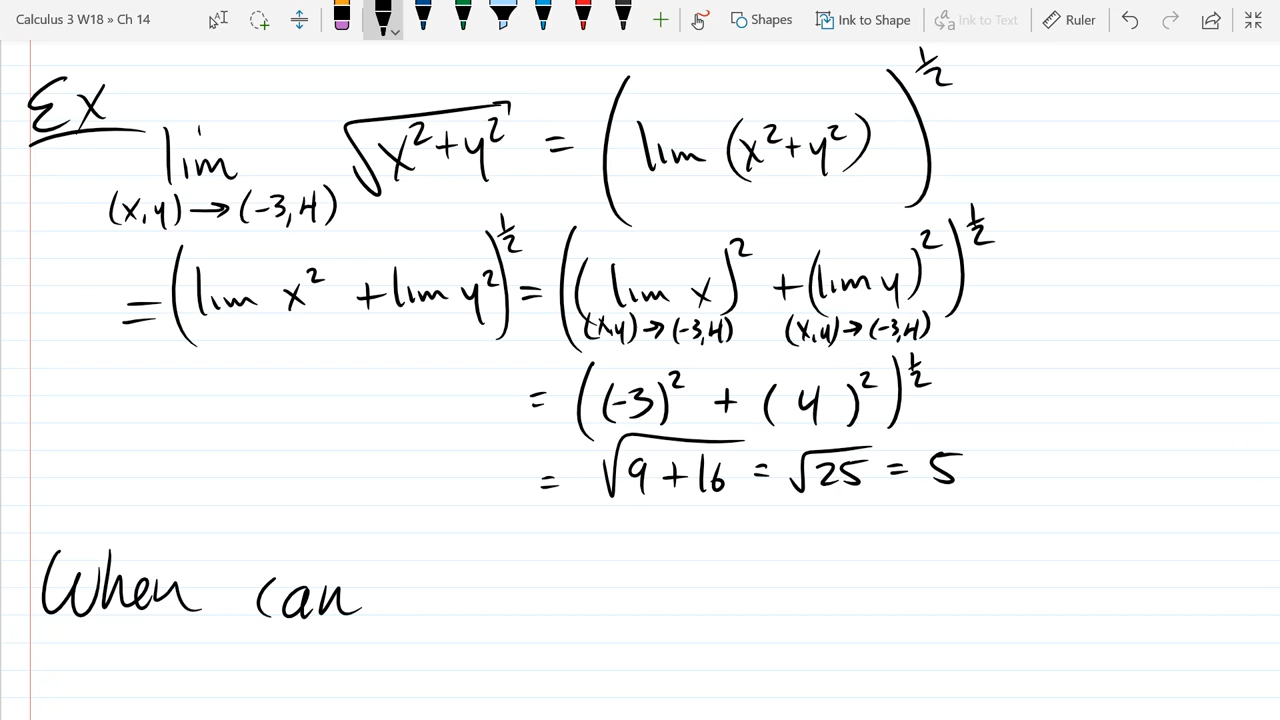 Calculus 3 W18 » Ch 14 Shapes Ink to Shape Ink to Text Ruler
Ex
lim √(x²+y²) = (lim (x²+y²))^½
(x,y)→(-3,4)
= (lim x² + lim y²)^½ = ((lim x)² + (lim y)²)^½
(x,y)→(-3,4) (x,y)→(-3,4)
= ((-3)² + (4)²)^½
= √(9+16) = √25 = 5
When can